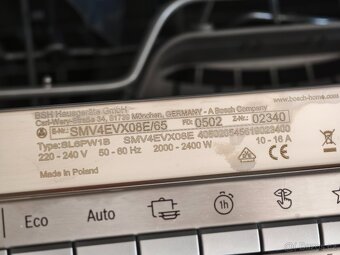 BSH Hausgeräte GmbH
Carl-Wery-Straße 34, 81739 München, GERMANY - A Bosch Company
www.bosch-home.com
E-Nr.: SMV4EVX08E/65 FD: 0502 Z-Nr.: 02340
Type: SL6PW1B SMV4EVX08E
220 - 240 V 50 - 60 Hz 2000 - 2400 W 10 - 16 A
Made in Poland
CE
Eco Auto 1h